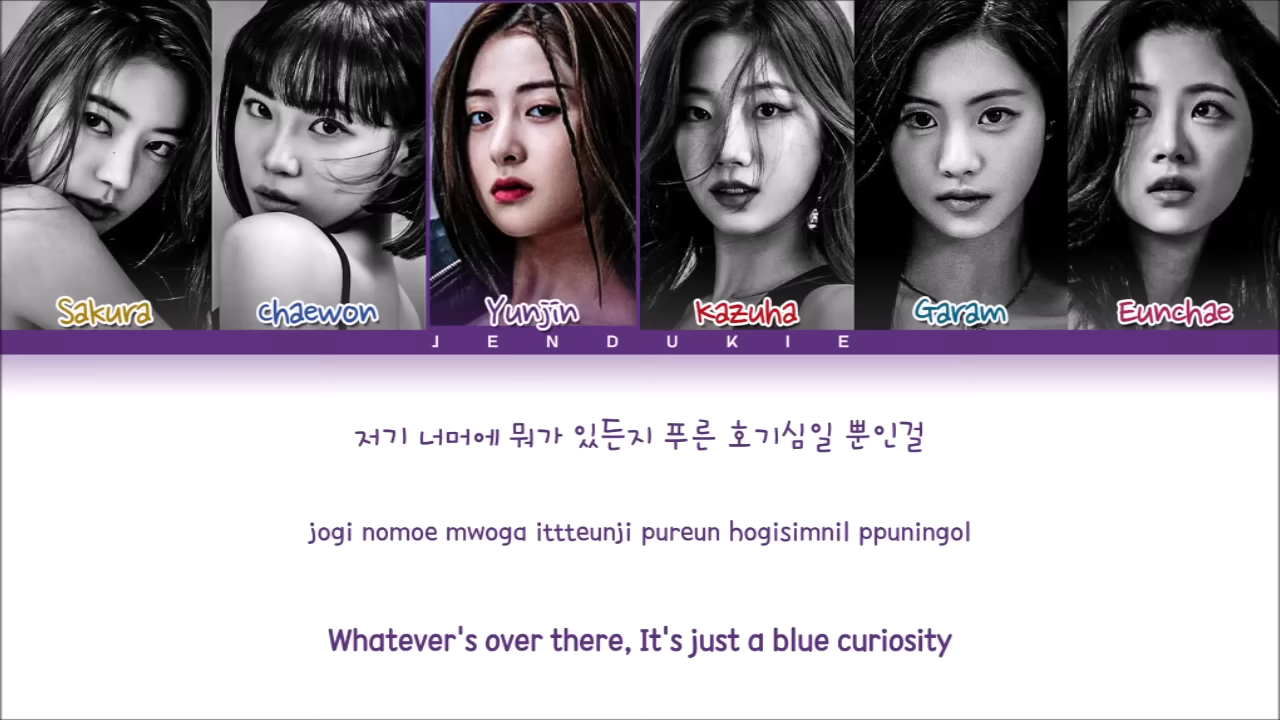 Sakura chaewon Yunjin kazuha Garam Eunchae
JENDUKIE
저기 너머에 뭐가 있든지 푸른 호기심일 뿐인걸
jogi nomoe mwoga ittteunji pureun hogisimnil ppuningol
Whatever's over there, It's just a blue curiosity